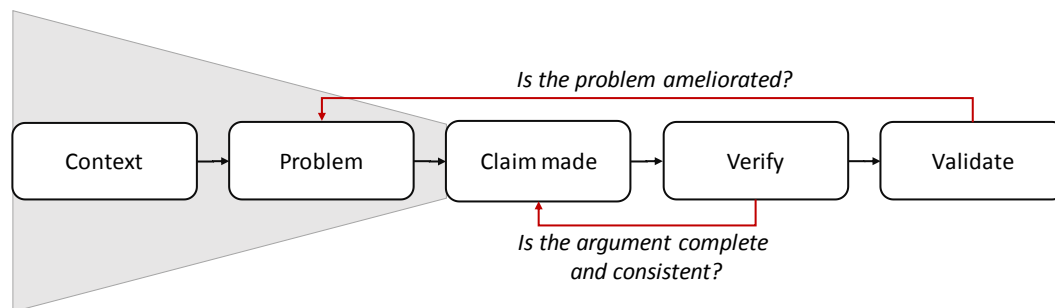 Is the problem ameliorated?
Context
Problem
Claim made
Verify
Validate
Is the argument complete
and consistent?